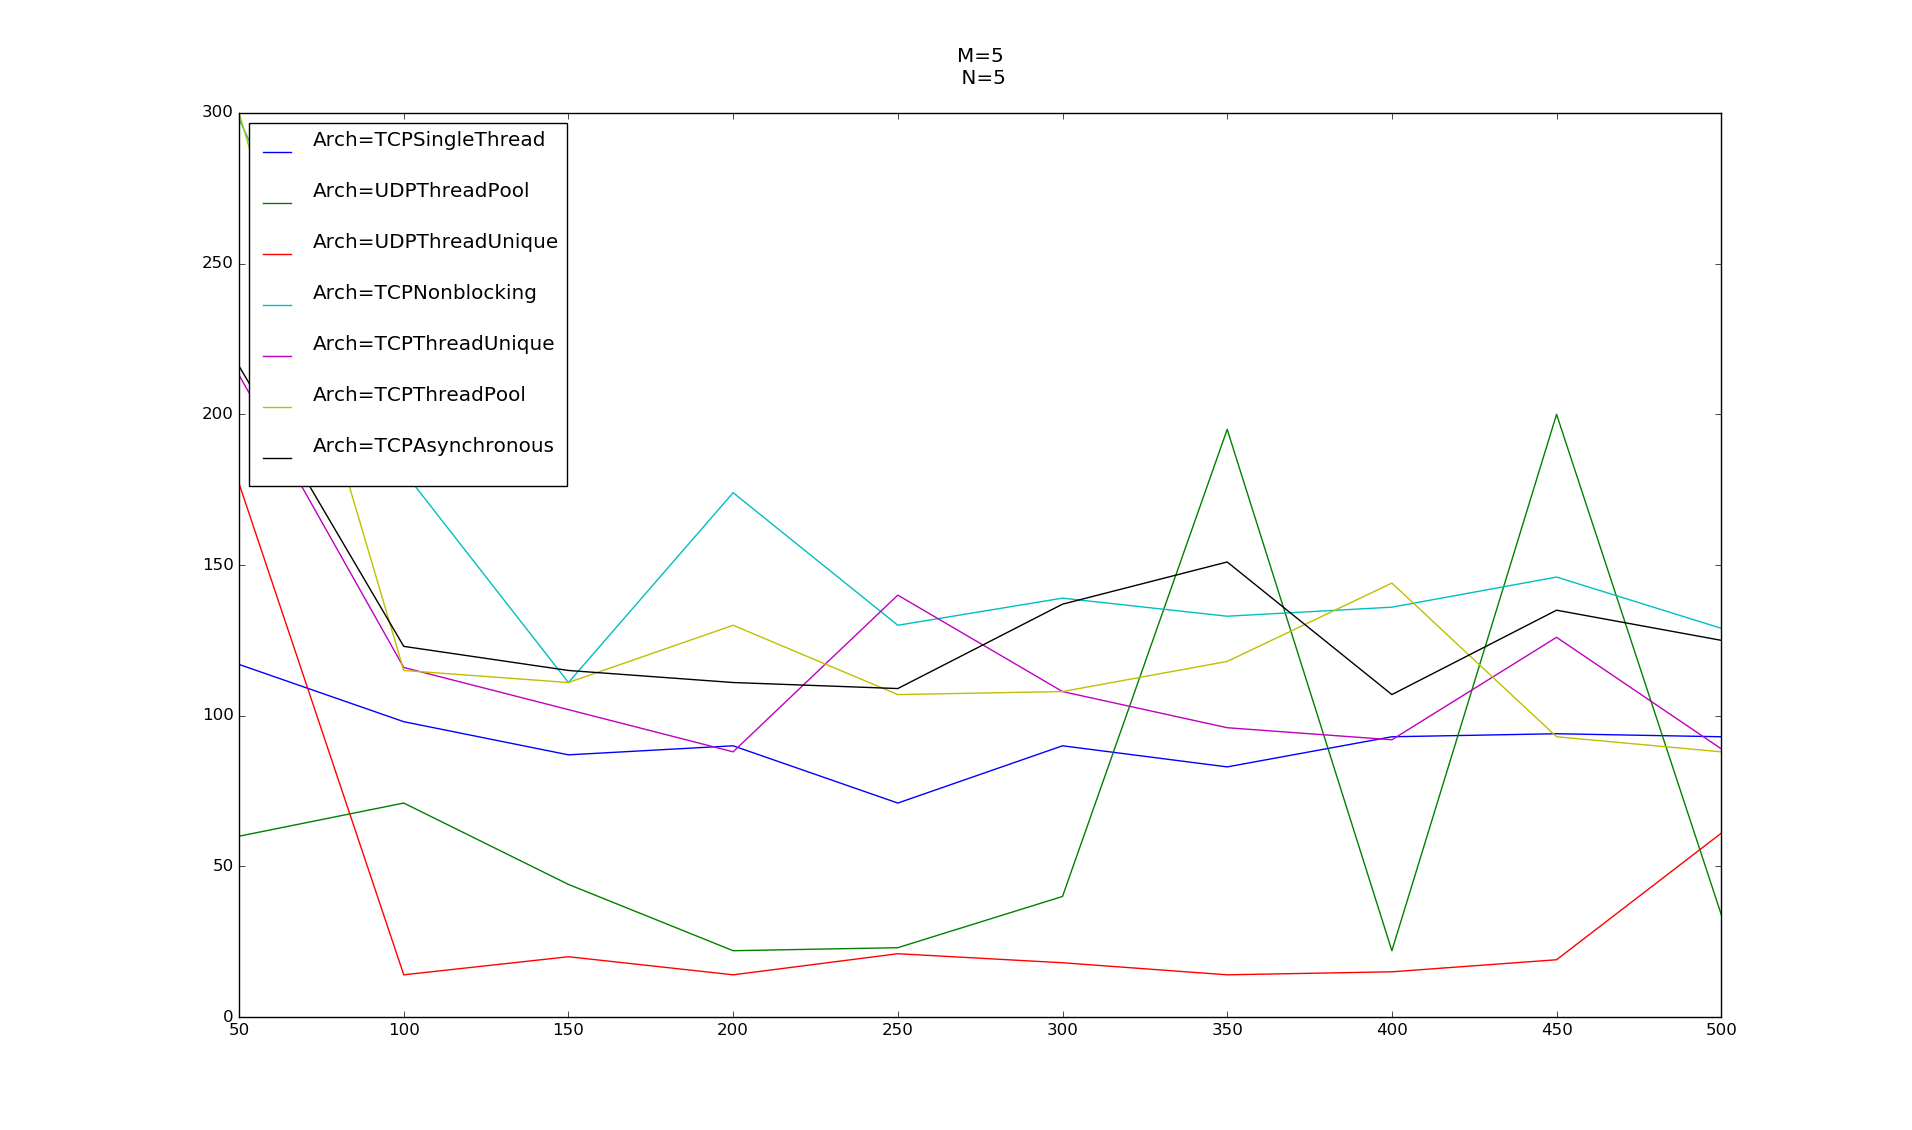 M=5
N=5
300
250
200
150
100
50
0
Arch=TCPSingleThread
Arch=UDPThreadPool
Arch=UDPThreadUnique
Arch=TCPNonblocking
Arch=TCPThreadUnique
Arch=TCPThreadPool
Arch=TCPAsynchronous
50 100 150 200 250 300 350 400 450 500